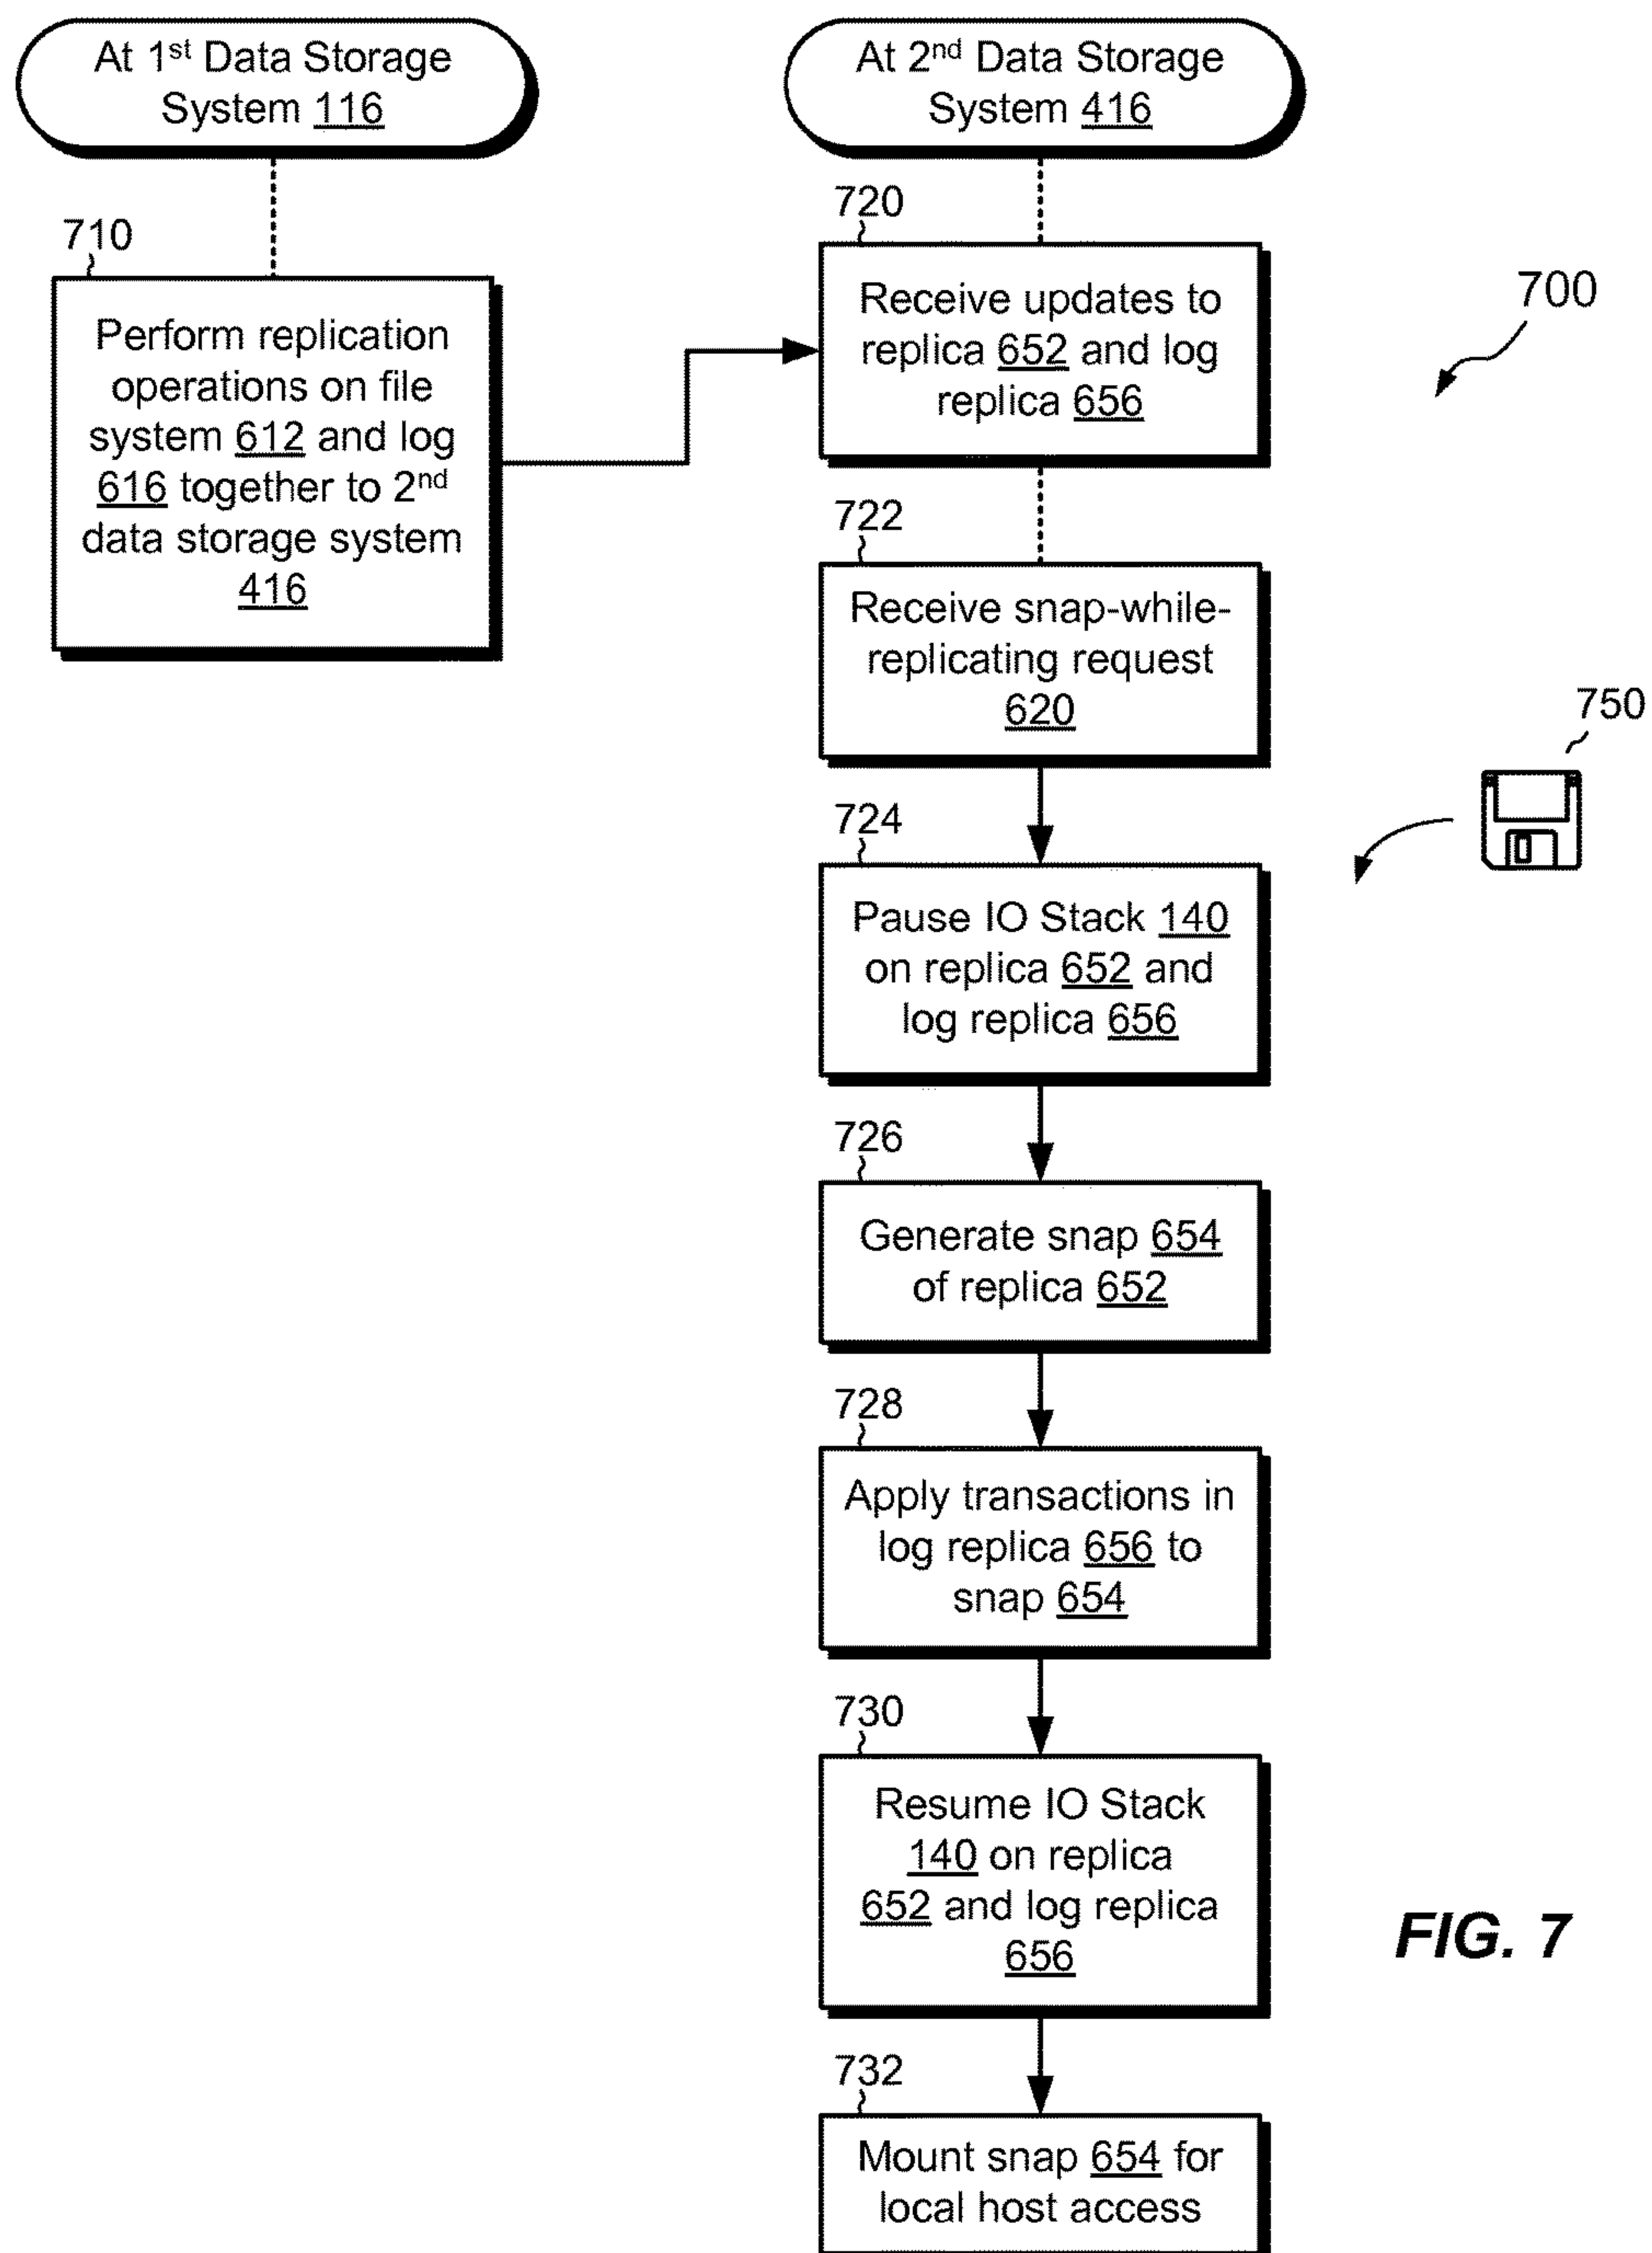 At 1st Data Storage
System 116
At 2nd Data Storage
System 416
710
Perform replication
operations on file
system 612 and log
616 together to 2nd
data storage system
416
720
Receive updates to
replica 652 and log
replica 656
700
722
Receive snap-while-
replicating request
620
750
724
Pause IO Stack 140
on replica 652 and
log replica 656
726
Generate snap 654
of replica 652
728
Apply transactions in
log replica 656 to
snap 654
730
Resume IO Stack
140 on replica
652 and log replica
656
FIG. 7
732
Mount snap 654 for
local host access